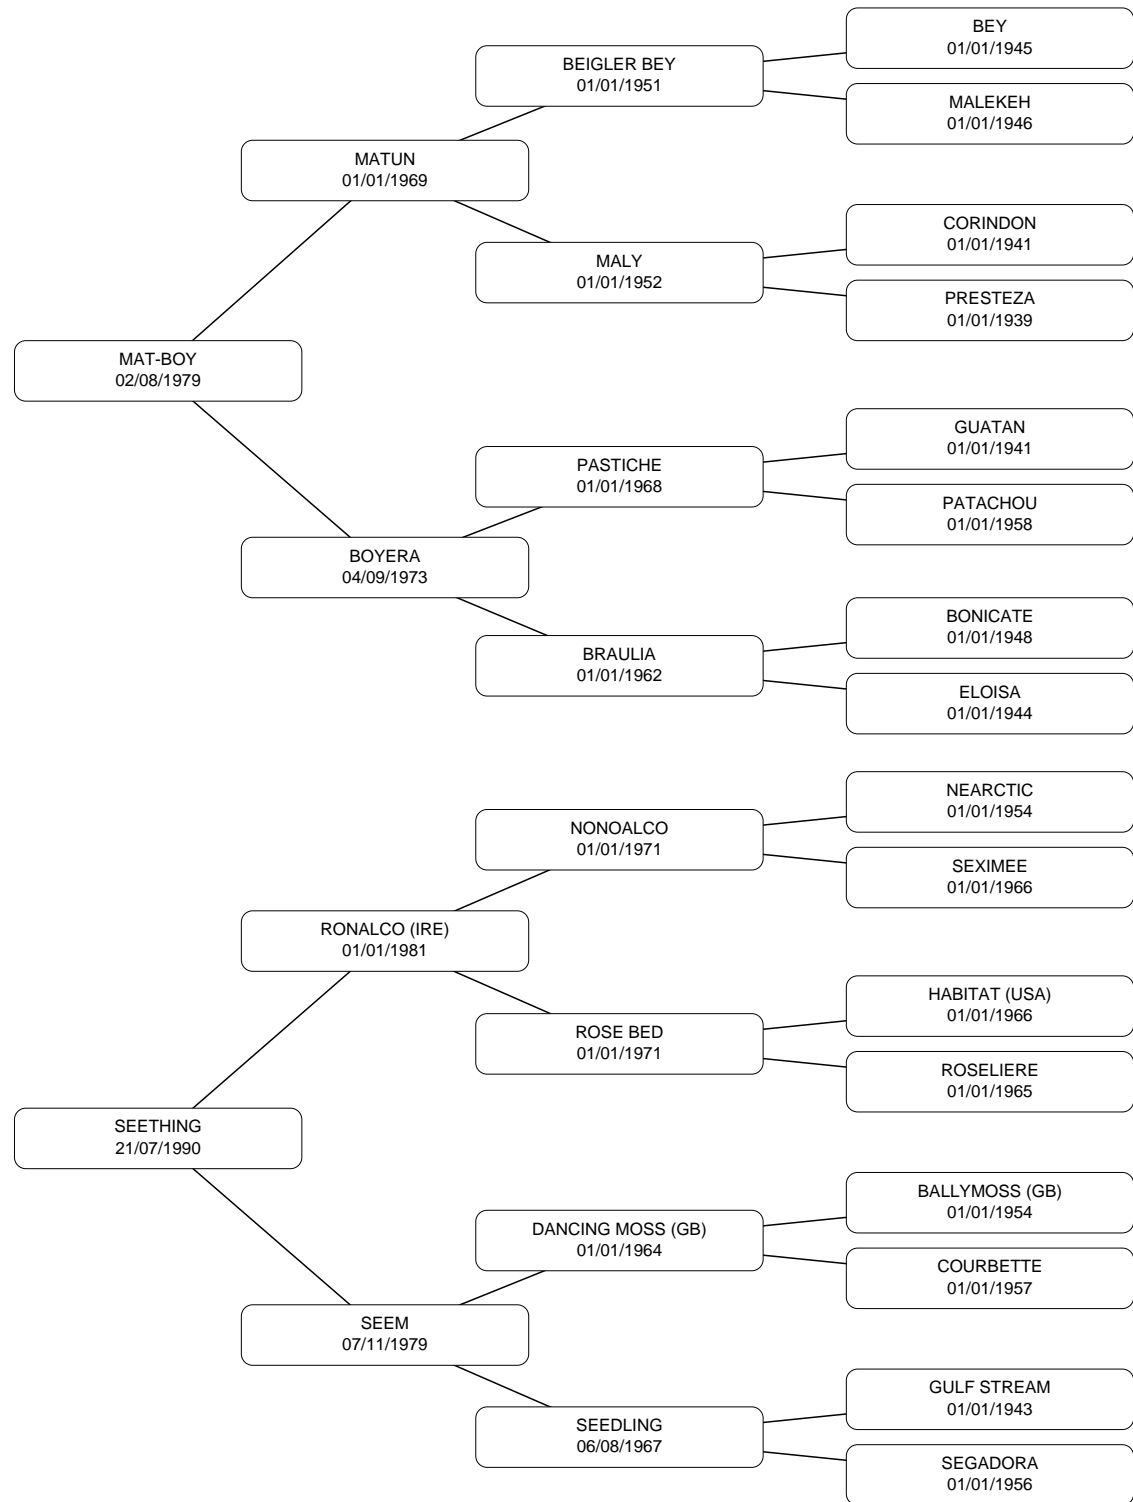 BEY
01/01/1945
BEIGLER BEY
01/01/1951
MALEKEH
01/01/1946
MATUN
01/01/1969
CORINDON
01/01/1941
MALY
01/01/1952
PRESTEZA
01/01/1939
MAT-BOY
02/08/1979
GUATAN
01/01/1941
PASTICHE
01/01/1968
PATACHOU
01/01/1958
BOYERA
04/09/1973
BONICATE
01/01/1948
BRAULIA
01/01/1962
ELOISA
01/01/1944
NEARCTIC
01/01/1954
NONOALCO
01/01/1971
SEXIMEE
01/01/1966
RONALCO (IRE)
01/01/1981
HABITAT (USA)
01/01/1966
ROSE BED
01/01/1971
ROSELIERE
01/01/1965
SEETHING
21/07/1990
BALLYMOSS (GB)
01/01/1954
DANCING MOSS (GB)
01/01/1964
COURBETTE
01/01/1957
SEEM
07/11/1979
GULF STREAM
01/01/1943
SEEDLING
06/08/1967
SEGADORA
01/01/1956